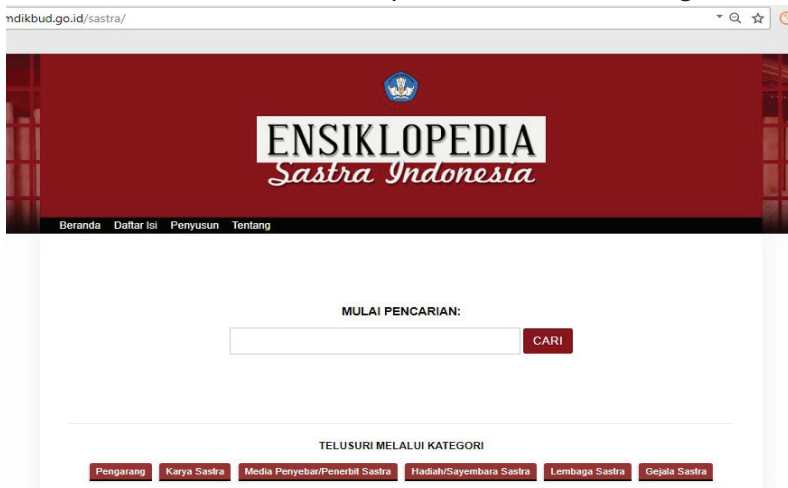 mdikbud.go.id/sastra/
ENSIKLOPEDIA
Sastra Indonesia
Beranda Daftar Isi Penyusun Tentang
MULAI PENCARIAN:
CARI
TELUSURI MELALUI KATEGORI
Pengarang Karya Sastra Media Penyebar/Penerbit Sastra Hadiah/Sayembara Sastra Lembaga Sastra Gejala Sastra